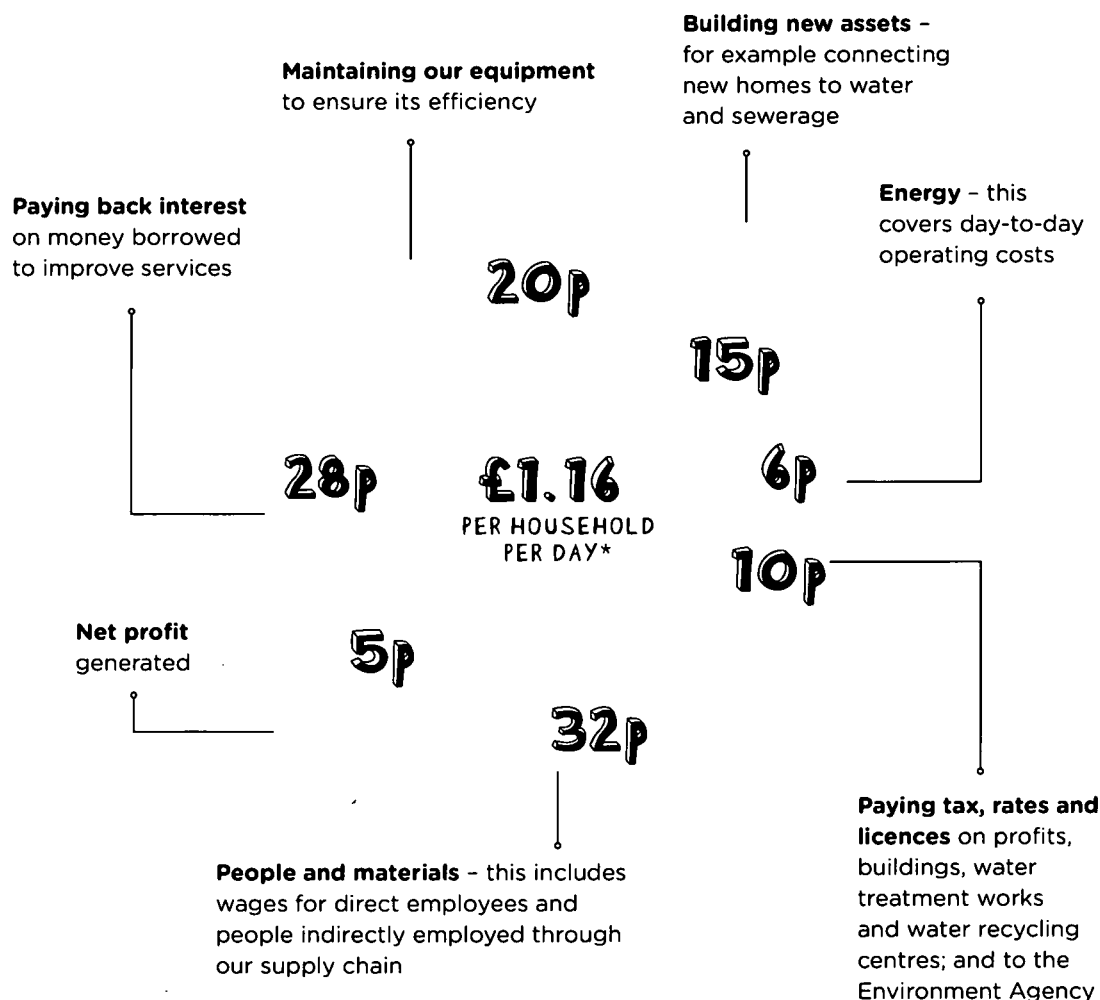 Building new assets –
for example connecting
new homes to water
and sewerage
Maintaining our equipment
to ensure its efficiency
Energy – this
covers day-to-day
operating costs
Paying back interest
on money borrowed
to improve services
20p
15p
28p
£1.16
PER HOUSEHOLD
PER DAY*
6p
10p
Net profit
generated
5p
32p
People and materials – this includes
wages for direct employees and
people indirectly employed through
our supply chain
Paying tax, rates and
licences on profits,
buildings, water
treatment works
and water recycling
centres; and to the
Environment Agency